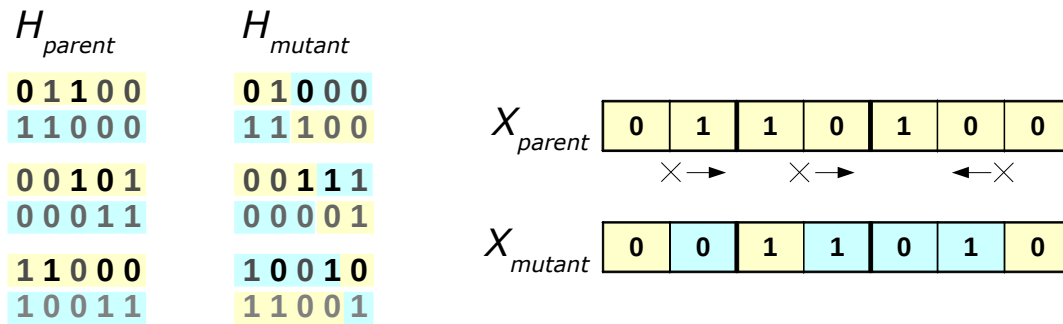 H parent
0 1 1 0 0
1 1 0 0 0
0 0 1 0 1
0 0 0 1 1
1 1 0 0 0
1 0 0 1 1
H mutant
0 1 0 0 0
1 1 1 0 0
0 0 1 1 1
0 0 0 0 1
1 0 0 1 0
1 1 0 0 1
X parent 0 1 1 0 1 0 0
X mutant 0 0 1 1 0 1 0